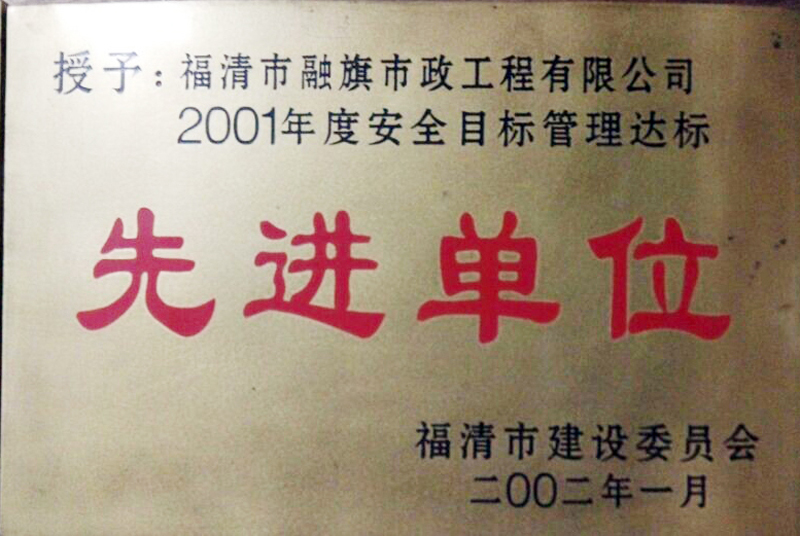 授予：福清市融旗市政工程有限公司
2001年度安全目标管理达标
先进单位
福清市建设委员会
二00二年一月